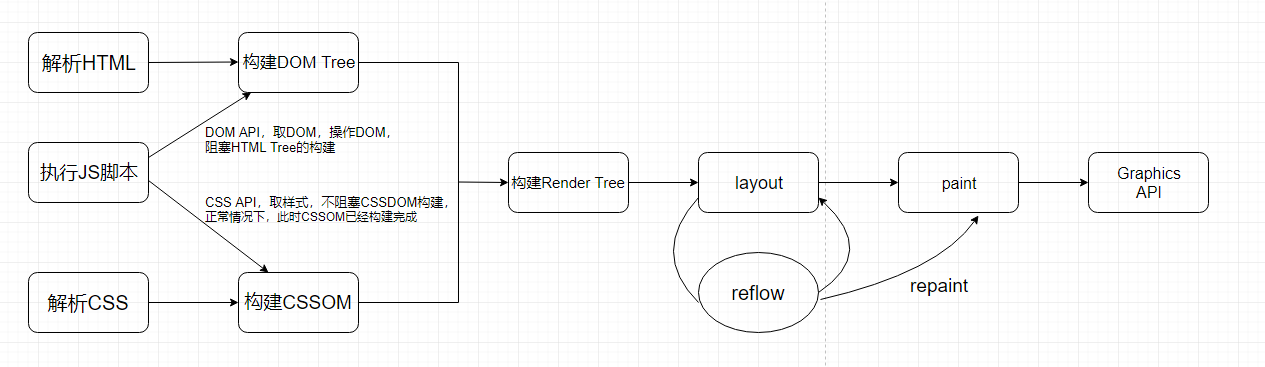 解析HTML
构建DOM Tree
DOM API，取DOM，操作DOM，
阻塞HTML Tree的构建
执行JS脚本
CSS API，取样式，不阻塞CSSDOM构建，
正常情况下，此时CSSOM已经构建完成
解析CSS
构建CSSOM
构建Render Tree
layout
paint
Graphics
API
reflow
repaint